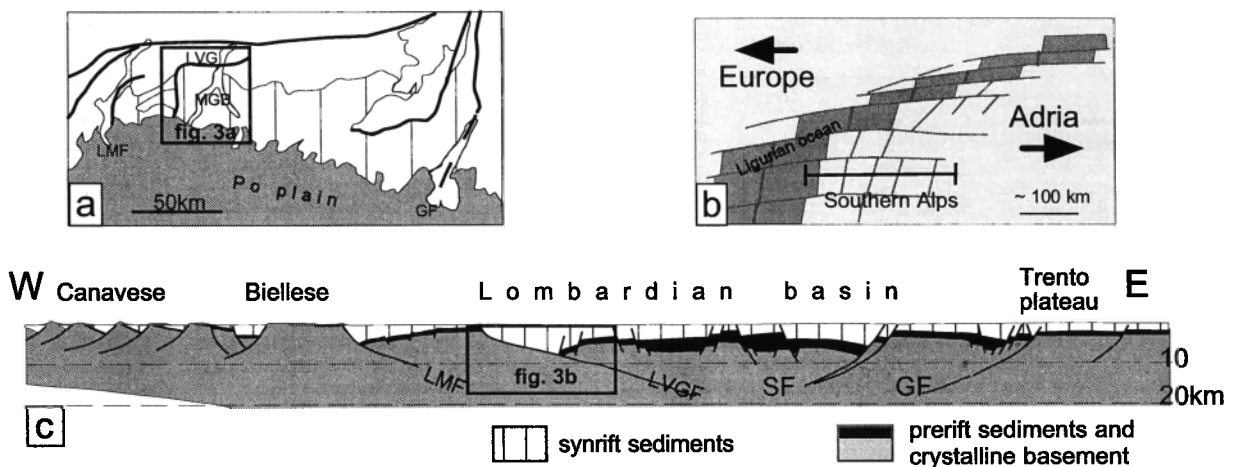 LVG
MGB
fig. 3a
LMF
Po plain
GF
a
50km
Europe
Adria
Ligurian ocean
Southern Alps
b
~ 100 km
W
Canavese
Biellese
Lombardian basin
Trento
plateau
E
LMF
fig. 3b
LVGF
SF
GF
10
20km
c
synrift sediments
prerift sediments and
crystalline basement